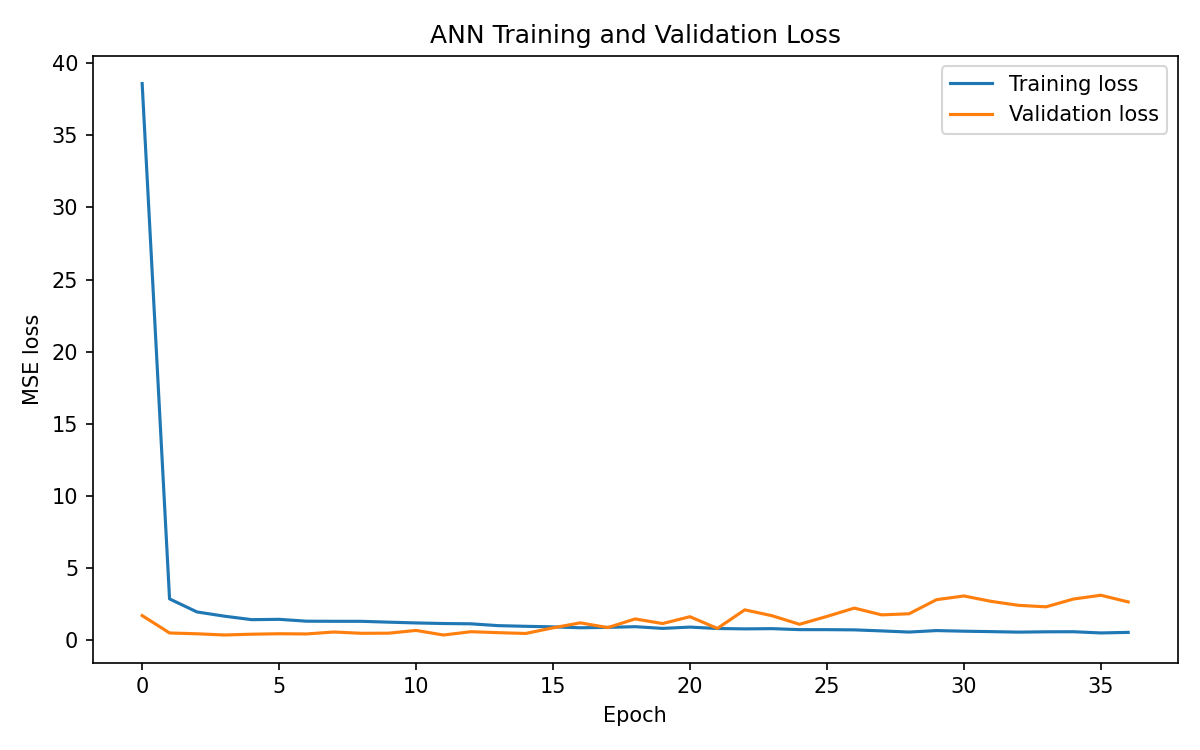 ANN Training and Validation Loss
Training loss
Validation loss
MSE loss
40
35
30
25
20
15
10
5
0
0 5 10 15 20 25 30 35
Epoch